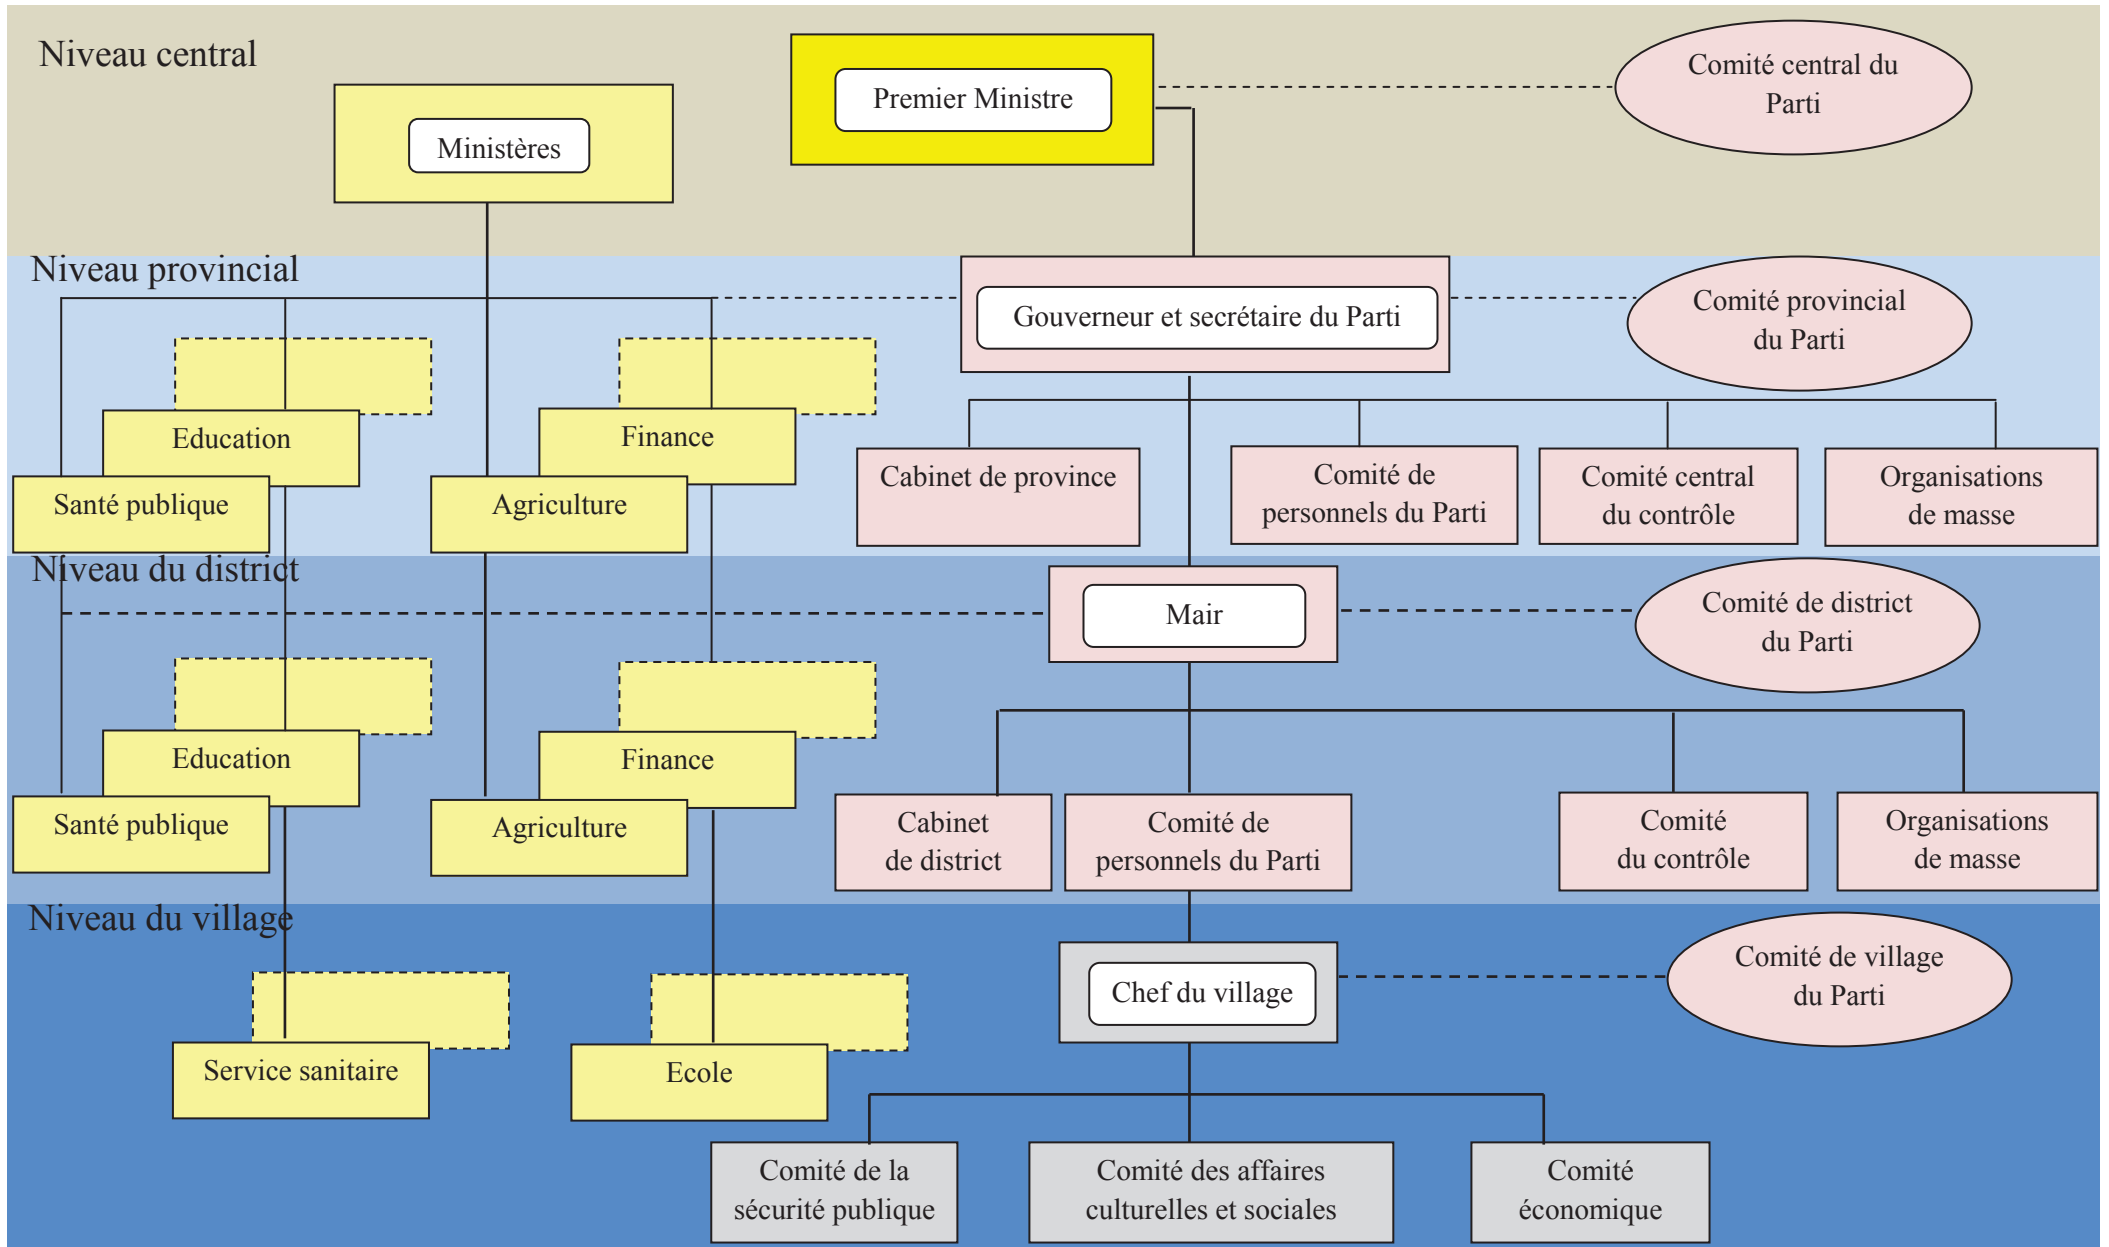 Niveau central
Premier Ministre
Comité central du
Parti
Ministères
Niveau provincial
Gouverneur et secrétaire du Parti
Comité provincial
du Parti
Education
Finance
Santé publique
Agriculture
Cabinet de province
Comité de
personnels du Parti
Comité central
du contrôle
Organisations
de masse
Niveau du district
Mair
Comité de district
du Parti
Education
Finance
Santé publique
Agriculture
Cabinet
de district
Comité de
personnels du Parti
Comité
du contrôle
Organisations
de masse
Niveau du village
Chef du village
Comité de village
du Parti
Service sanitaire
Ecole
Comité de la
sécurité publique
Comité des affaires
culturelles et sociales
Comité
économique